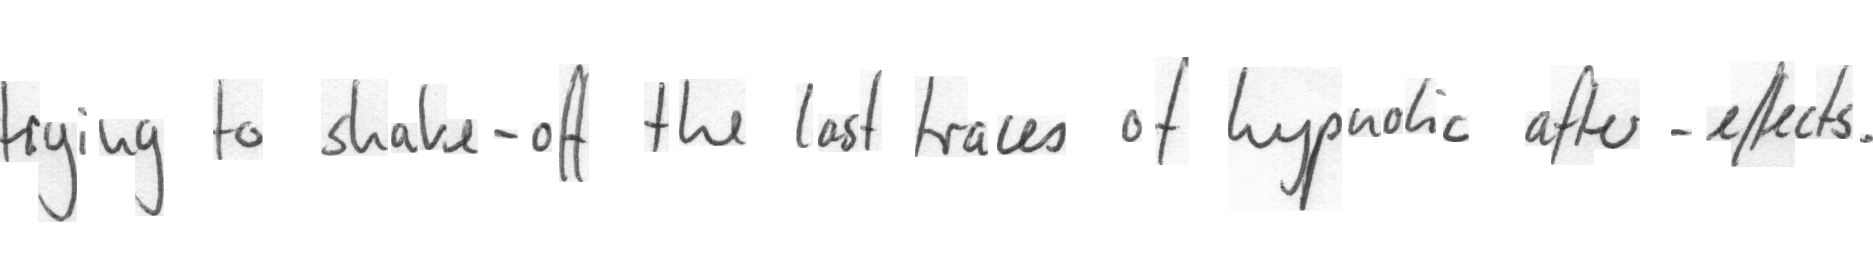 trying to shake-off the last traces of hypnotic after-effects.